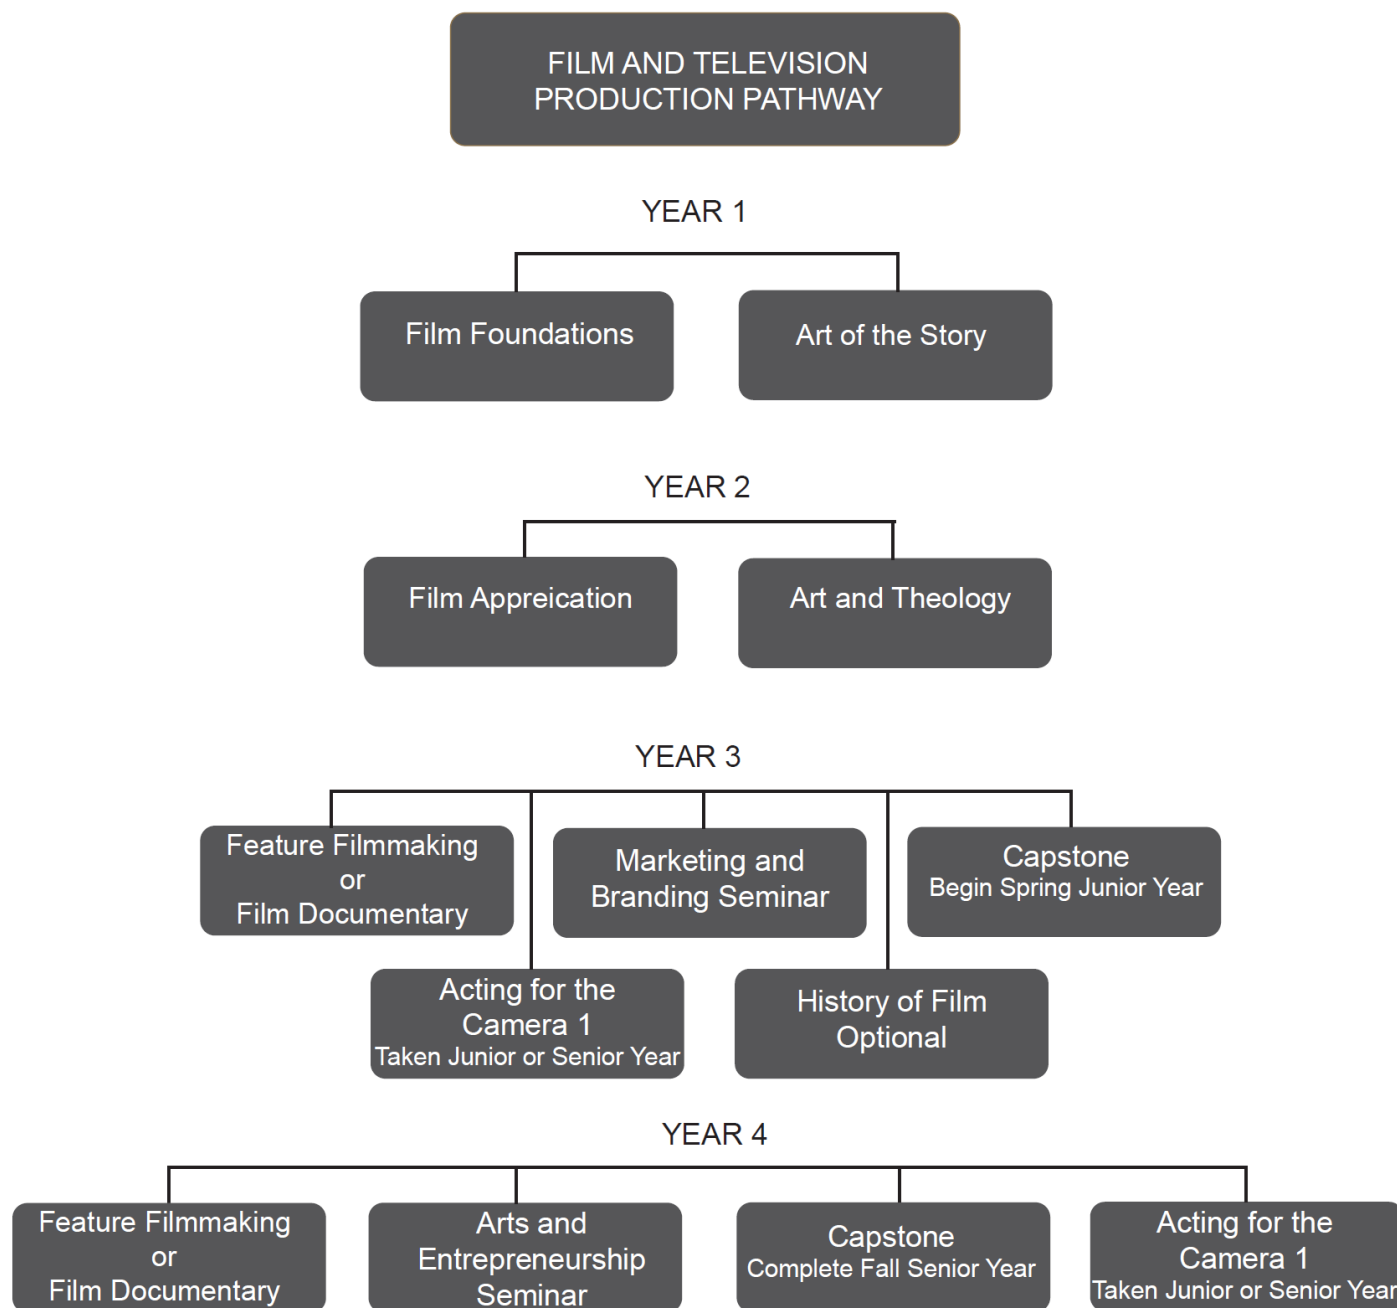 FILM AND TELEVISION
PRODUCTION PATHWAY
YEAR 1
Film Foundations
Art of the Story
YEAR 2
Film Appreication
Art and Theology
YEAR 3
Feature Filmmaking
or
Film Documentary
Marketing and
Branding Seminar
Capstone
Begin Spring Junior Year
Acting for the
Camera 1
Taken Junior or Senior Year
History of Film
Optional
YEAR 4
Feature Filmmaking
or
Film Documentary
Arts and
Entrepreneurship
Seminar
Capstone
Complete Fall Senior Year
Acting for the
Camera 1
Taken Junior or Senior Year